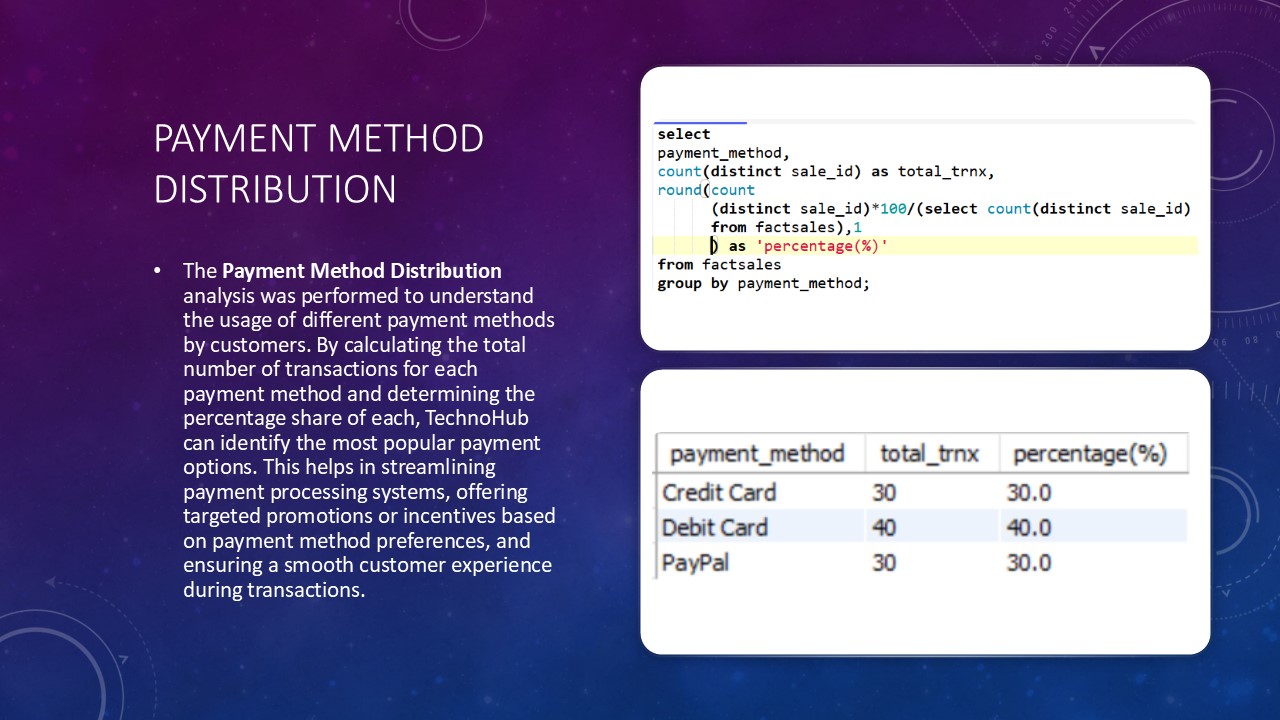 PAYMENT METHOD
DISTRIBUTION
• The Payment Method Distribution
analysis was performed to understand
the usage of different payment methods
by customers. By calculating the total
number of transactions for each
payment method and determining the
percentage share of each, TechnoHub
can identify the most popular payment
options. This helps in streamlining
payment processing systems, offering
targeted promotions or incentives based
on payment method preferences, and
ensuring a smooth customer experience
during transactions.
select
payment_method,
count(distinct sale_id) as total_trnx,
round(count
(distinct sale_id)*100/(select count(distinct sale_id)
from factsales),1
) as 'percentage(%)'
from factsales
group by payment_method;
payment_method total_trnx percentage(%)
Credit Card 30 30.0
Debit Card 40 40.0
PayPal 30 30.0